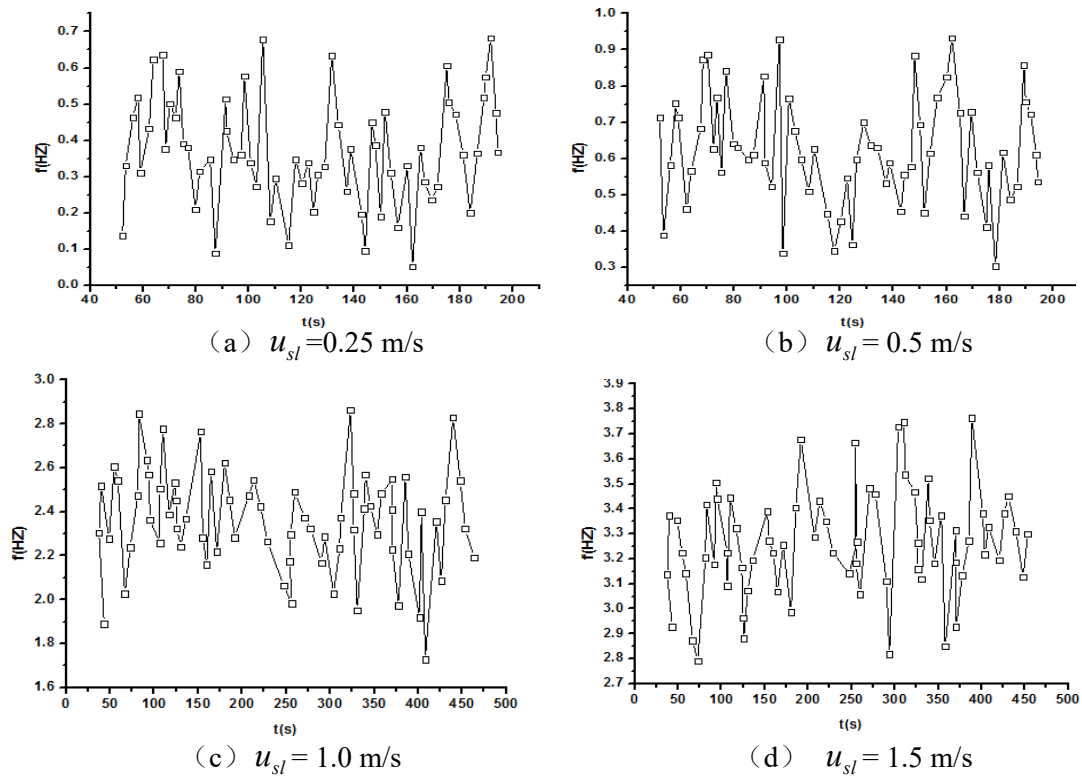 0.7
0.6
0.5
0.4
0.3
0.2
0.1
0.0
f(HZ)
40 60 80 100 120 140 160 180 200
t(s)
（a） u_sl =0.25 m/s
1.0
0.9
0.8
0.7
0.6
0.5
0.4
0.3
f(HZ)
40 60 80 100 120 140 160 180 200
t(s)
（b） u_sl = 0.5 m/s
3.0
2.8
2.6
2.4
2.2
2.0
1.8
1.6
f(HZ)
0 50 100 150 200 250 300 350 400 450 500
t(s)
（c） u_sl = 1.0 m/s
3.9
3.8
3.7
3.6
3.5
3.4
3.3
3.2
3.1
3.0
2.9
2.8
2.7
f(HZ)
0 50 100 150 200 250 300 350 400 450 500
t(s)
（d） u_sl = 1.5 m/s